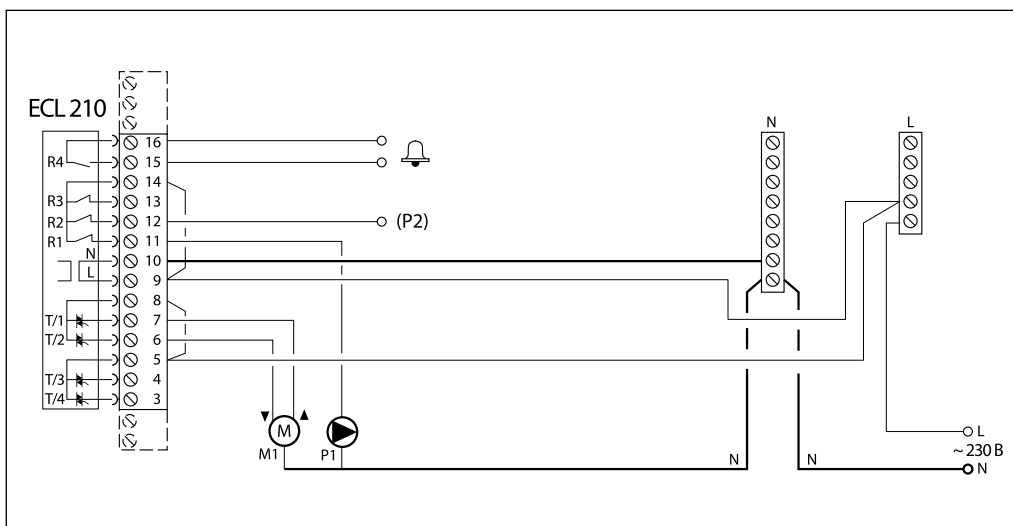 ECL 210
N
L
16
R4
15
14
R3
13
R2
12
(P2)
R1
11
N
10
L
9
8
T/1
7
T/2
6
5
T/3
4
T/4
3
M
M1
P1
N
N
L
~ 230 В
N